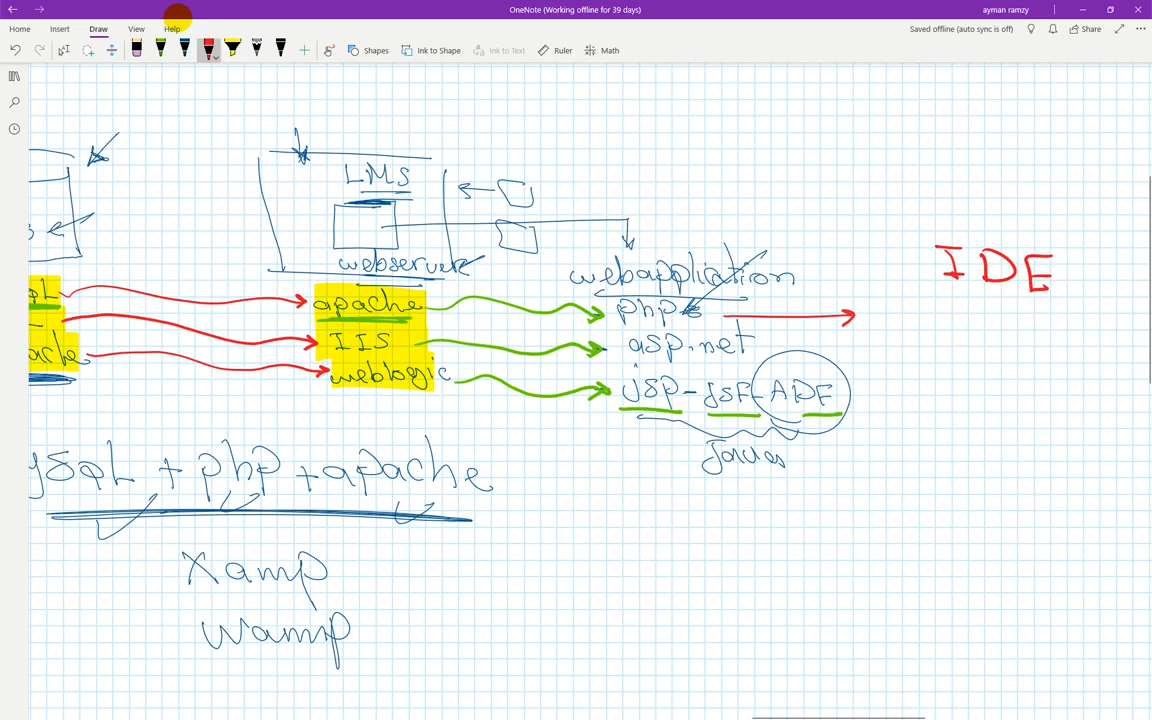 OneNote (Working offline for 39 days)
ayman ramzy
Home Insert Draw View Help
Saved offline (auto sync is off) Share
Shapes Ink to Shape Ink to Text Ruler Math
LMS
webserver
webapplication
IDE
apache
php
IIS
asp.net
ache
weblogic
jsp - JSF - ADF
ySqL + php + apache
xamp
wamp